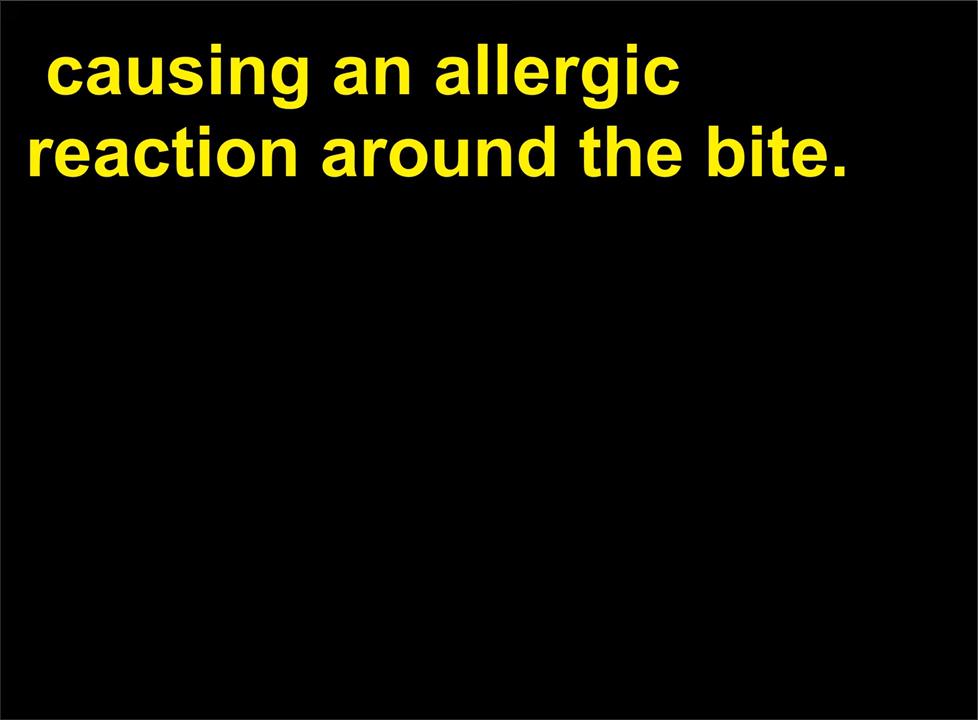 causing an allergic
reaction around the bite.